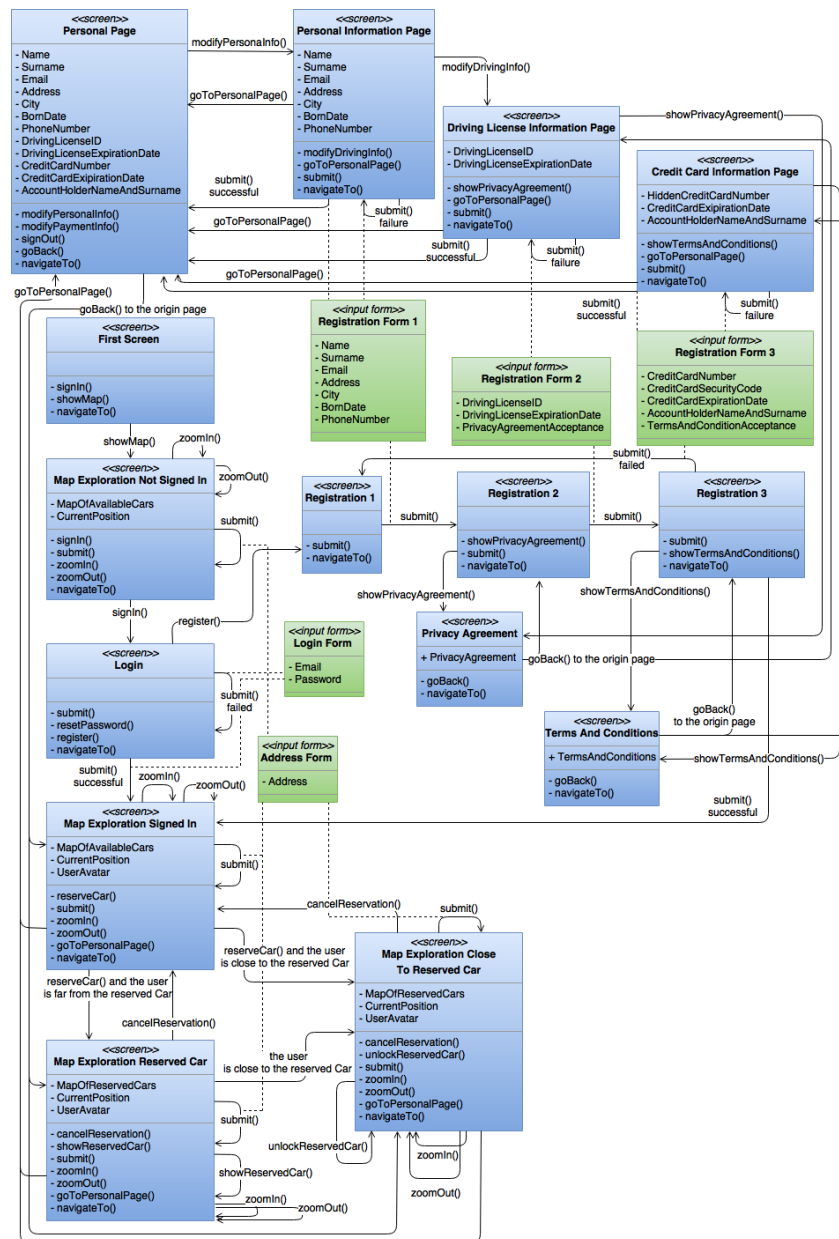 <<screen>>
Personal Page
- Name
- Surname
- Email
- Address
- City
- BornDate
- PhoneNumber
- DrivingLicenseID
- DrivingLicenseExpirationDate
- CreditCardNumber
- CreditCardExipirationDate
- AccountHolderNameAndSurname
- modifyPersonalInfo()
- modifyPaymentInfo()
- signOut()
- goBack()
- navigateTo()
modifyPersonaInfo()
goToPersonalPage()
submit()
successful
<<screen>>
Personal Information Page
- Name
- Surname
- Email
- Address
- City
- BornDate
- PhoneNumber
- modifyDrivingInfo()
- goToPersonalPage()
- submit()
- navigateTo()
submit()
failure
modifyDrivingInfo()
goToPersonalPage()
<<screen>>
Driving License Information Page
- DrivingLicenseID
- DrivingLicenseExpirationDate
- showPrivacyAgreement()
- goToPersonalPage()
- submit()
- navigateTo()
showPrivacyAgreement()
submit()
successful
submit()
failure
<<screen>>
Credit Card Information Page
- HiddenCreditCardNumber
- CreditCardExipirationDate
- AccountHolderNameAndSurname
- showTermsAndConditions()
- goToPersonalPage()
- submit()
- navigateTo()
goToPersonalPage()
submit()
successful
submit()
failure
goToPersonalPage()
goBack() to the origin page
<<screen>>
First Screen
- signIn()
- showMap()
- navigateTo()
<<input form>>
Registration Form 1
- Name
- Surname
- Email
- Address
- City
- BornDate
- PhoneNumber
<<input form>>
Registration Form 2
- DrivingLicenseID
- DrivingLicenseExpirationDate
- PrivacyAgreementAcceptance
<<input form>>
Registration Form 3
- CreditCardNumber
- CreditCardSecurityCode
- CreditCardExpirationDate
- AccountHolderNameAndSurname
- TermsAndConditionAcceptance
showMap()
zoomIn()
zoomOut()
<<screen>>
Map Exploration Not Signed In
- MapOfAvailableCars
- CurrentPosition
- signIn()
- submit()
- zoomIn()
- zoomOut()
- navigateTo()
submit()
submit()
failed
<<screen>>
Registration 1
- submit()
- navigateTo()
submit()
<<screen>>
Registration 2
- showPrivacyAgreement()
- submit()
- navigateTo()
submit()
<<screen>>
Registration 3
- submit()
- showTermsAndConditions()
- navigateTo()
showPrivacyAgreement()
showTermsAndConditions()
signIn()
register()
<<screen>>
Login
- submit()
- resetPassword()
- register()
- navigateTo()
submit()
failed
<<input form>>
Login Form
- Email
- Password
<<screen>>
Privacy Agreement
+ PrivacyAgreement
- goBack()
- navigateTo()
goBack() to the origin page
goBack()
to the origin page
<<screen>>
Terms And Conditions
+ TermsAndConditions
- goBack()
- navigateTo()
showTermsAndConditions()
<<input form>>
Address Form
- Address
submit()
successful
zoomIn()
zoomOut()
submit()
successful
<<screen>>
Map Exploration Signed In
- MapOfAvailableCars
- CurrentPosition
- UserAvatar
- reserveCar()
- submit()
- zoomIn()
- zoomOut()
- goToPersonalPage()
- navigateTo()
submit()
cancelReservation()
submit()
reserveCar() and the user
is close to the reserved Car
reserveCar() and the user
is far from the reserved Car
cancelReservation()
<<screen>>
Map Exploration Close
To Reserved Car
- MapOfReservedCars
- CurrentPosition
- UserAvatar
- cancelReservation()
- unlockReservedCar()
- submit()
- zoomIn()
- zoomOut()
- goToPersonalPage()
- navigateTo()
<<screen>>
Map Exploration Reserved Car
- MapOfReservedCars
- CurrentPosition
- UserAvatar
- cancelReservation()
- showReservedCar()
- submit()
- zoomIn()
- zoomOut()
- goToPersonalPage()
- navigateTo()
the user
is close to the reserved Car
submit()
showReservedCar()
zoomIn()
zoomOut()
unlockReservedCar()
zoomIn()
zoomOut()